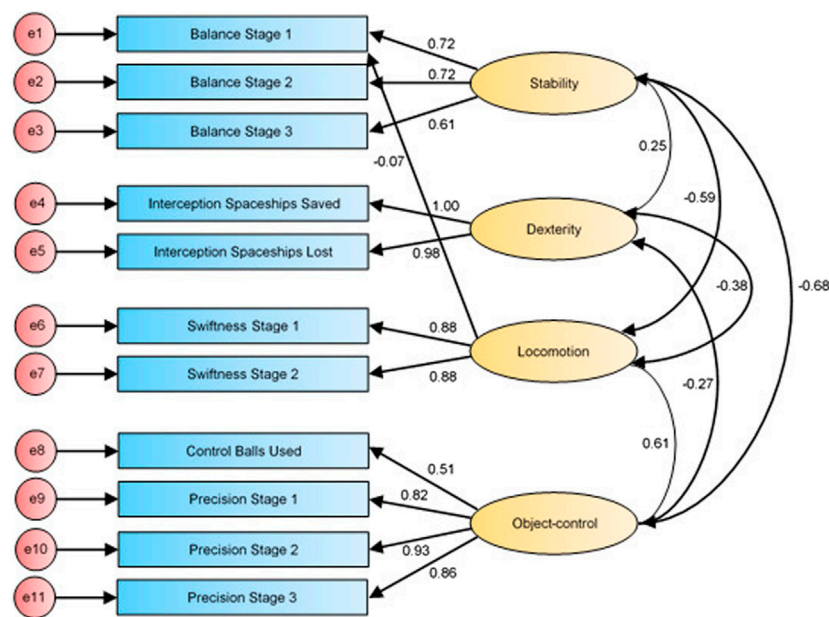 e1
Balance Stage 1
0.72
e2
Balance Stage 2
0.72
Stability
e3
Balance Stage 3
0.61
-0.07
0.25
-0.59
e4
Interception Spaceships Saved
1.00
Dexterity
e5
Interception Spaceships Lost
0.98
-0.38
-0.68
e6
Swiftness Stage 1
0.88
Locomotion
e7
Swiftness Stage 2
0.88
-0.27
0.61
e8
Control Balls Used
0.51
e9
Precision Stage 1
0.82
Object-control
e10
Precision Stage 2
0.93
e11
Precision Stage 3
0.86